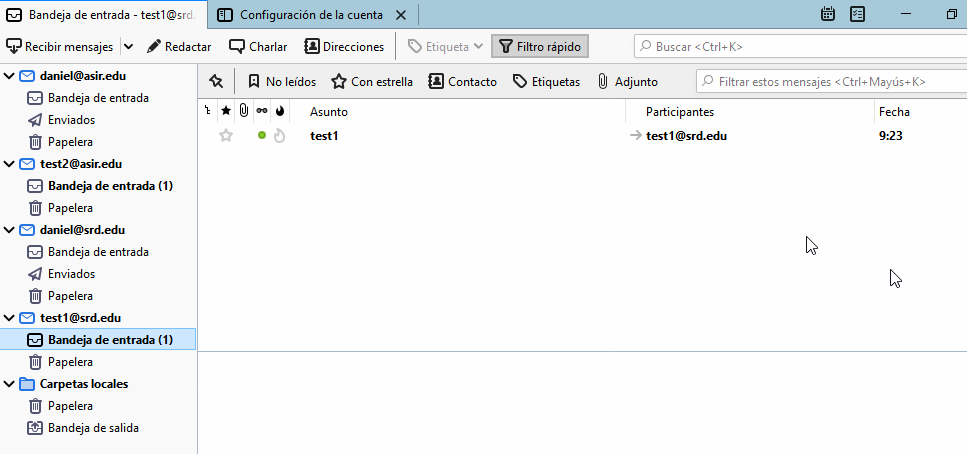 Bandeja de entrada - test1@srd. Configuración de la cuenta
Recibir mensajes Redactar Charlar Direcciones Etiqueta Filtro rápido Buscar <Ctrl+K>
No leídos Con estrella Contacto Etiquetas Adjunto Filtrar estos mensajes <Ctrl+Mayús+K>
Asunto Participantes Fecha
test1 test1@srd.edu 9:23
daniel@asir.edu
Bandeja de entrada
Enviados
Papelera
test2@asir.edu
Bandeja de entrada (1)
Papelera
daniel@srd.edu
Bandeja de entrada
Enviados
Papelera
test1@srd.edu
Bandeja de entrada (1)
Papelera
Carpetas locales
Papelera
Bandeja de salida